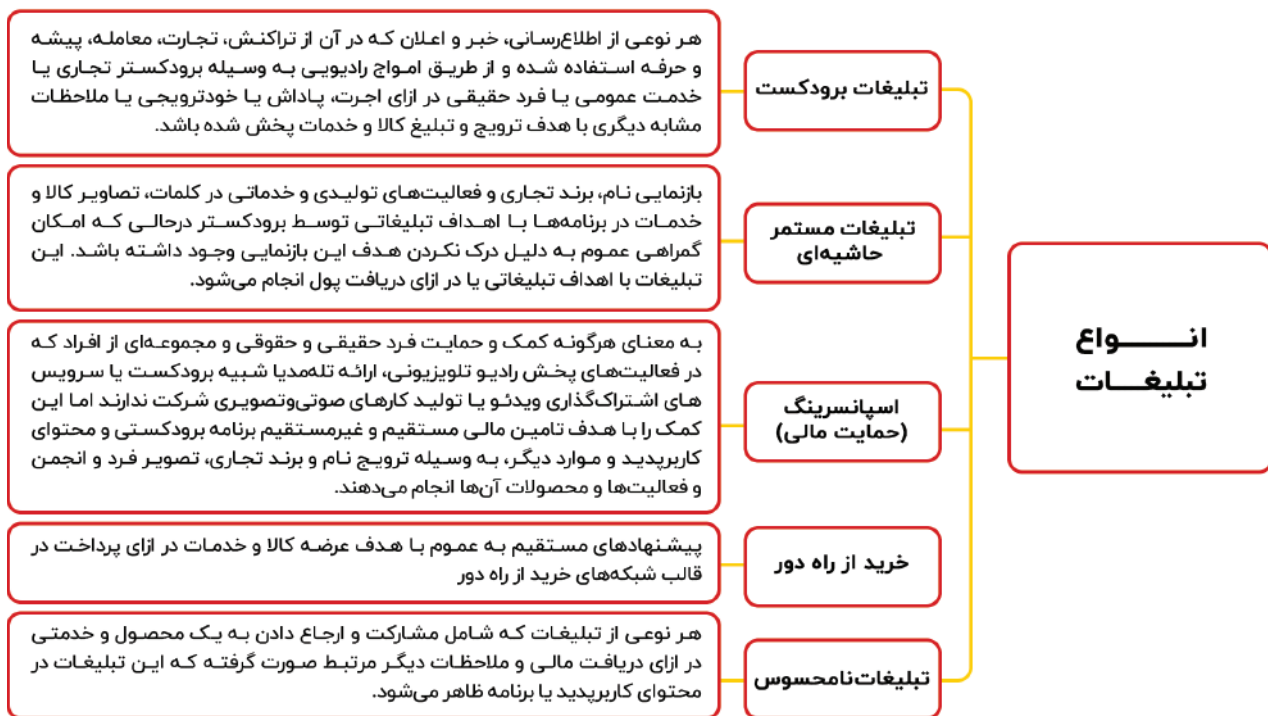 انـــواع
تبلیغـــات
تبلیغات برودکست
هر نوعی از اطلاع‌رسانی، خبر و اعلان که در آن از تراکنش، تجارت، معامله، پیشه
و حرفه استفاده شده و از طریق امواج رادیویی به وسیله برودکستر تجاری یا
خدمت عمومی یا فرد حقیقی در ازای اجرت، پاداش یا خودترویجی یا ملاحظات
مشابه دیگری با هدف ترویج و تبلیغ کالا و خدمات پخش شده باشد.
تبلیغات مستمر
حاشیه‌ای
بازنمایی نام، برند تجاری و فعالیت‌های تولیدی و خدماتی در کلمات، تصاویر کالا و
خدمات در برنامه‌ها با اهداف تبلیغاتی توسط برودکستر درحالی که امکان
گمراهی عموم به دلیل درک نکردن هدف این بازنمایی وجود داشته باشد. این
تبلیغات با اهداف تبلیغاتی یا در ازای دریافت پول انجام می‌شود.
اسپانسرینگ
(حمایت مالی)
به معنای هرگونه کمک و حمایت فرد حقیقی و حقوقی و مجموعه‌ای از افراد که
در فعالیت‌های پخش رادیو تلویزیونی، ارائه تله‌مدیا شبیه برودکست یا سرویس
های اشتراک‌گذاری ویدئو یا تولید کارهای صوتی‌وتصویری شرکت ندارند اما این
کمک را با هدف تامین مالی مستقیم و غیرمستقیم برنامه برودکستی و محتوای
کاربرپدید و موارد دیگر، به وسیله ترویج نام و برند تجاری، تصویر فرد و انجمن
و فعالیت‌ها و محصولات آن‌ها انجام می‌دهند.
خرید از راه دور
پیشنهادهای مستقیم به عموم با هدف عرضه کالا و خدمات در ازای پرداخت در
قالب شبکه‌های خرید از راه دور
تبلیغات‌نامحسوس
هر نوعی از تبلیغات که شامل مشارکت و ارجاع دادن به یک محصول و خدمتی
در ازای دریافت مالی و ملاحظات دیگر مرتبط صورت گرفته که این تبلیغات در
محتوای کاربرپدید یا برنامه ظاهر می‌شود.